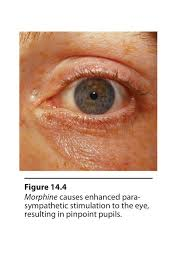 Figure 14.4
Morphine causes enhanced para-
sympathetic stimulation to the eye,
resulting in pinpoint pupils.